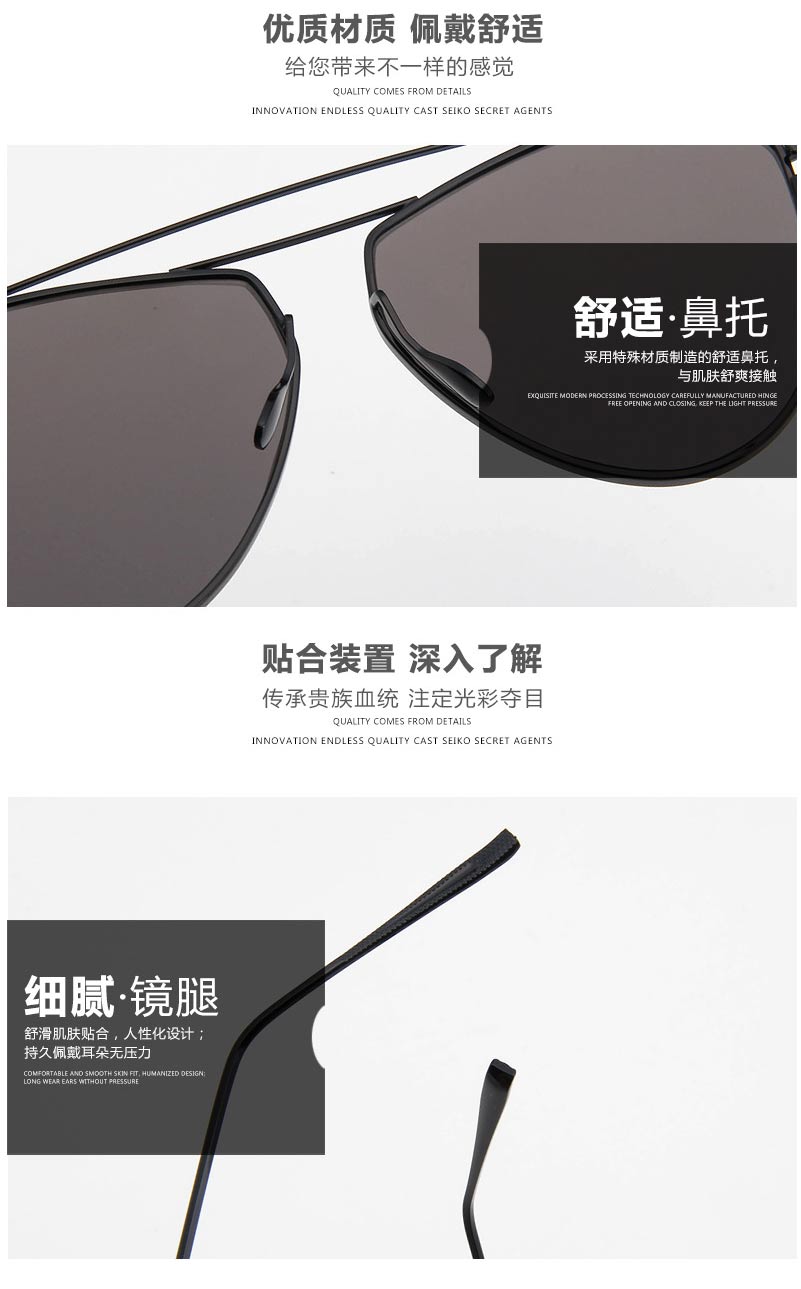 优质材质 佩戴舒适
给您带来不一样的感觉
QUALITY COMES FROM DETAILS
INNOVATION ENDLESS QUALITY CAST SEIKO SECRET AGENTS
舒适·鼻托
采用特殊材质制造的舒适鼻托，
与肌肤舒爽接触
EXQUISITE MODERN PROCESSING TECHNOLOGY CAREFULLY MANUFACTURED HINGE
FREE OPENING AND CLOSING, KEEP THE LIGHT PRESSURE
贴合装置 深入了解
传承贵族血统 注定光彩夺目
QUALITY COMES FROM DETAILS
INNOVATION ENDLESS QUALITY CAST SEIKO SECRET AGENTS
细腻·镜腿
舒滑肌肤贴合，人性化设计；
持久佩戴耳朵无压力
COMFORTABLE AND SMOOTH SKIN FIT, HUMANIZED DESIGN;
LONG WEAR EARS WITHOUT PRESSURE